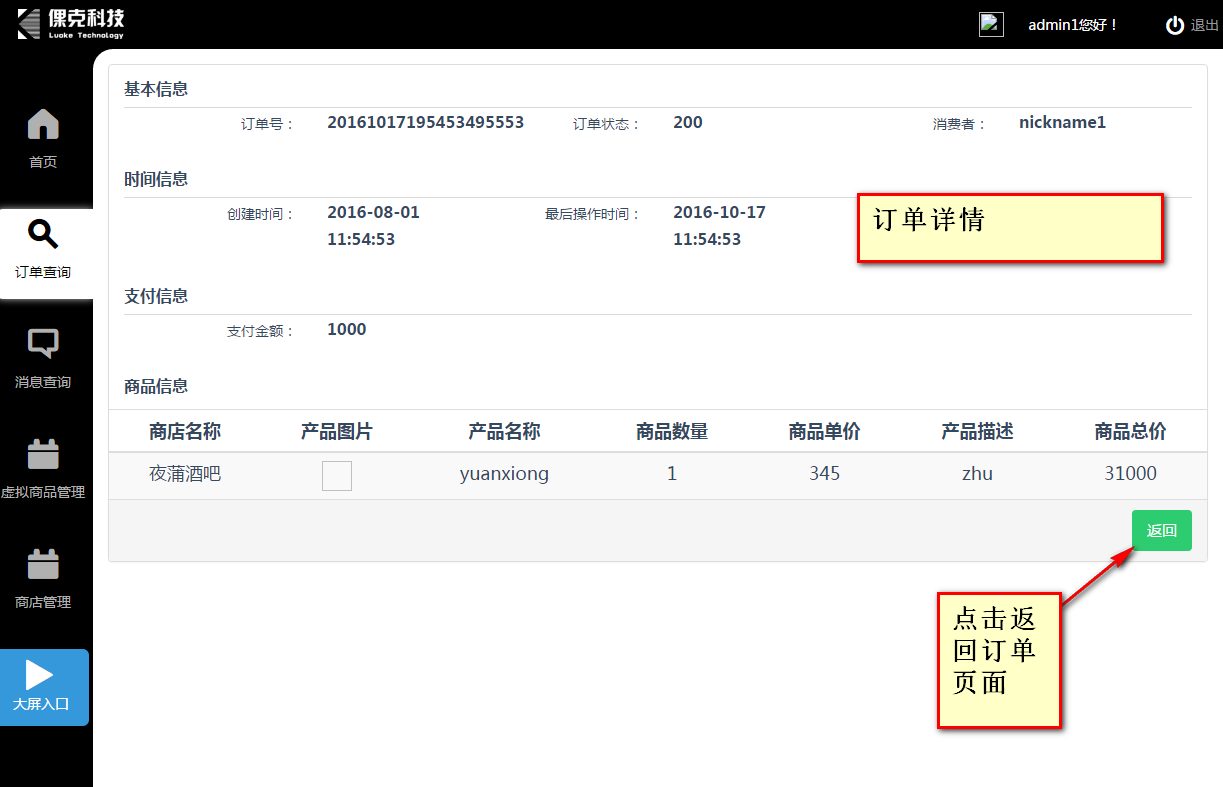 倮克科技
Luoke Technology
admin1您好！
退出
首页
订单查询
消息查询
虚拟商品管理
商店管理
大屏入口
基本信息
订单号： 20161017195453495553 订单状态： 200 消费者： nickname1
时间信息
创建时间： 2016-08-01 11:54:53 最后操作时间： 2016-10-17 11:54:53
订单详情
支付信息
支付金额： 1000
商品信息
商店名称 产品图片 产品名称 商品数量 商品单价 产品描述 商品总价
夜蒲酒吧 yuanxiong 1 345 zhu 31000
返回
点击返
回订单
页面